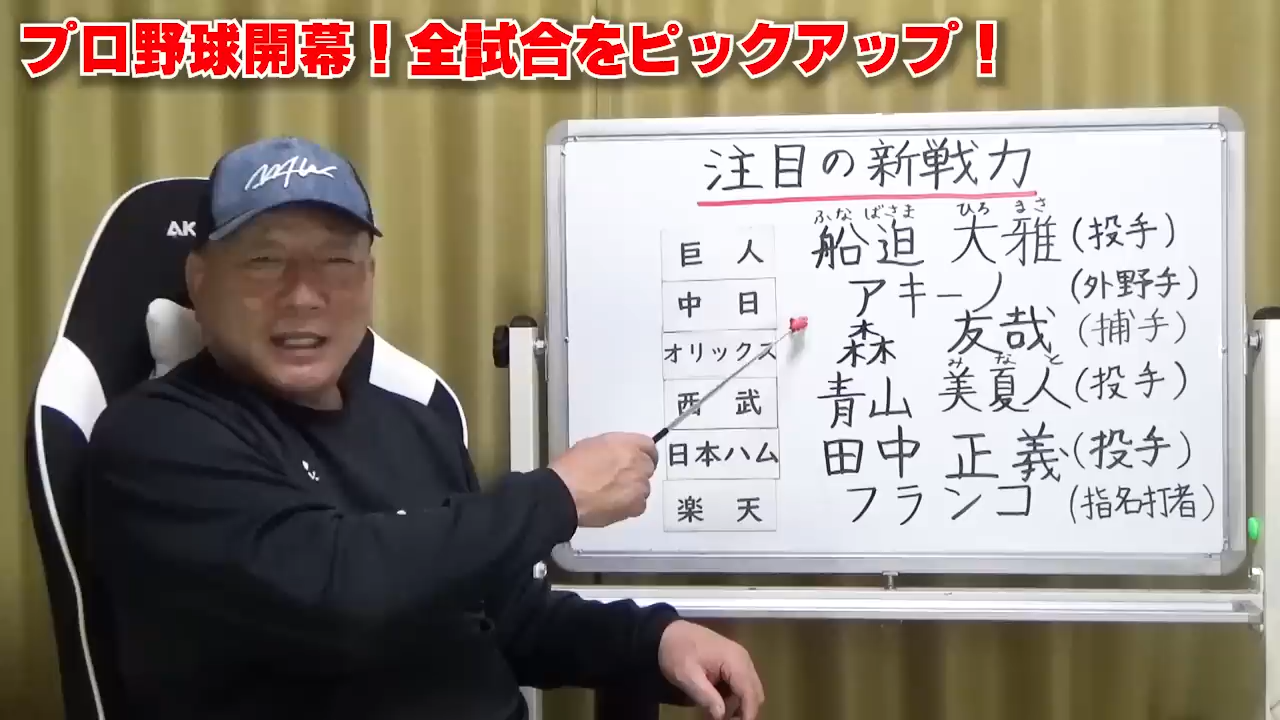 プロ野球開幕！全試合をピックアップ！
AK
注目の新戦力
ふなばさま ひろまさ
巨人 船迫 大雅 (投手)
中日 アキーノ (外野手)
オリックス 森 友哉 (捕手)
みなと
西武 青山 美夏人 (投手)
日本ハム 田中 正義 (投手)
楽天 フランコ (指名打者)